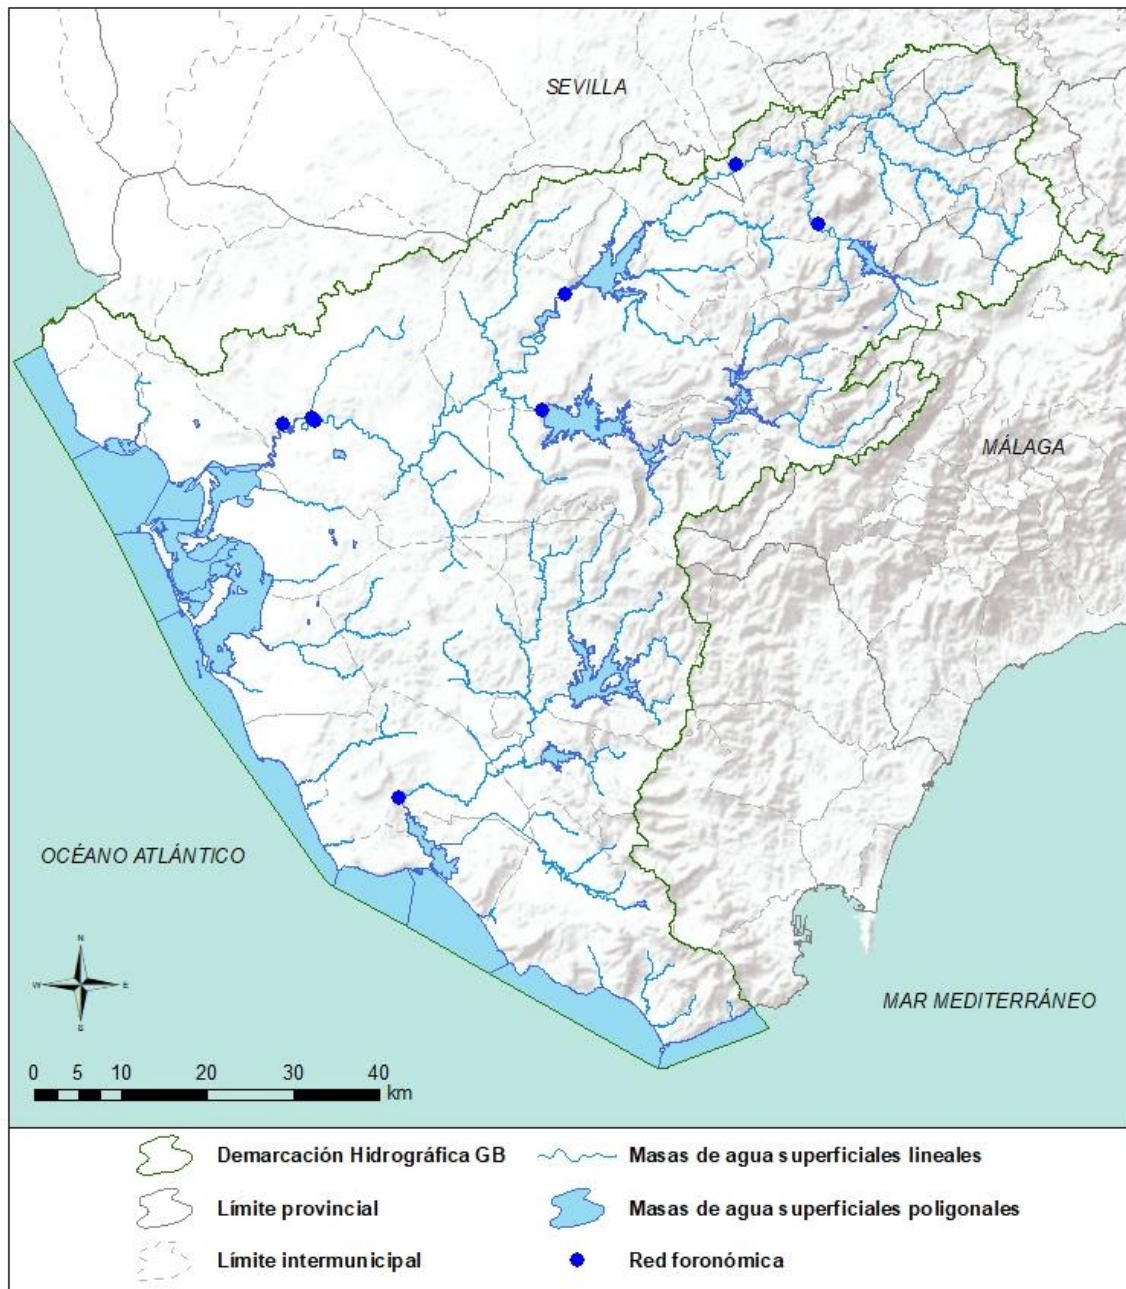 SEVILLA
MÁLAGA
OCÉANO ATLÁNTICO
N
W E
S
MAR MEDITERRÁNEO
0 5 10 20 30 40
km
Demarcación Hidrográfica GB
Masas de agua superficiales lineales
Límite provincial
Masas de agua superficiales poligonales
Límite intermunicipal
Red foronómica